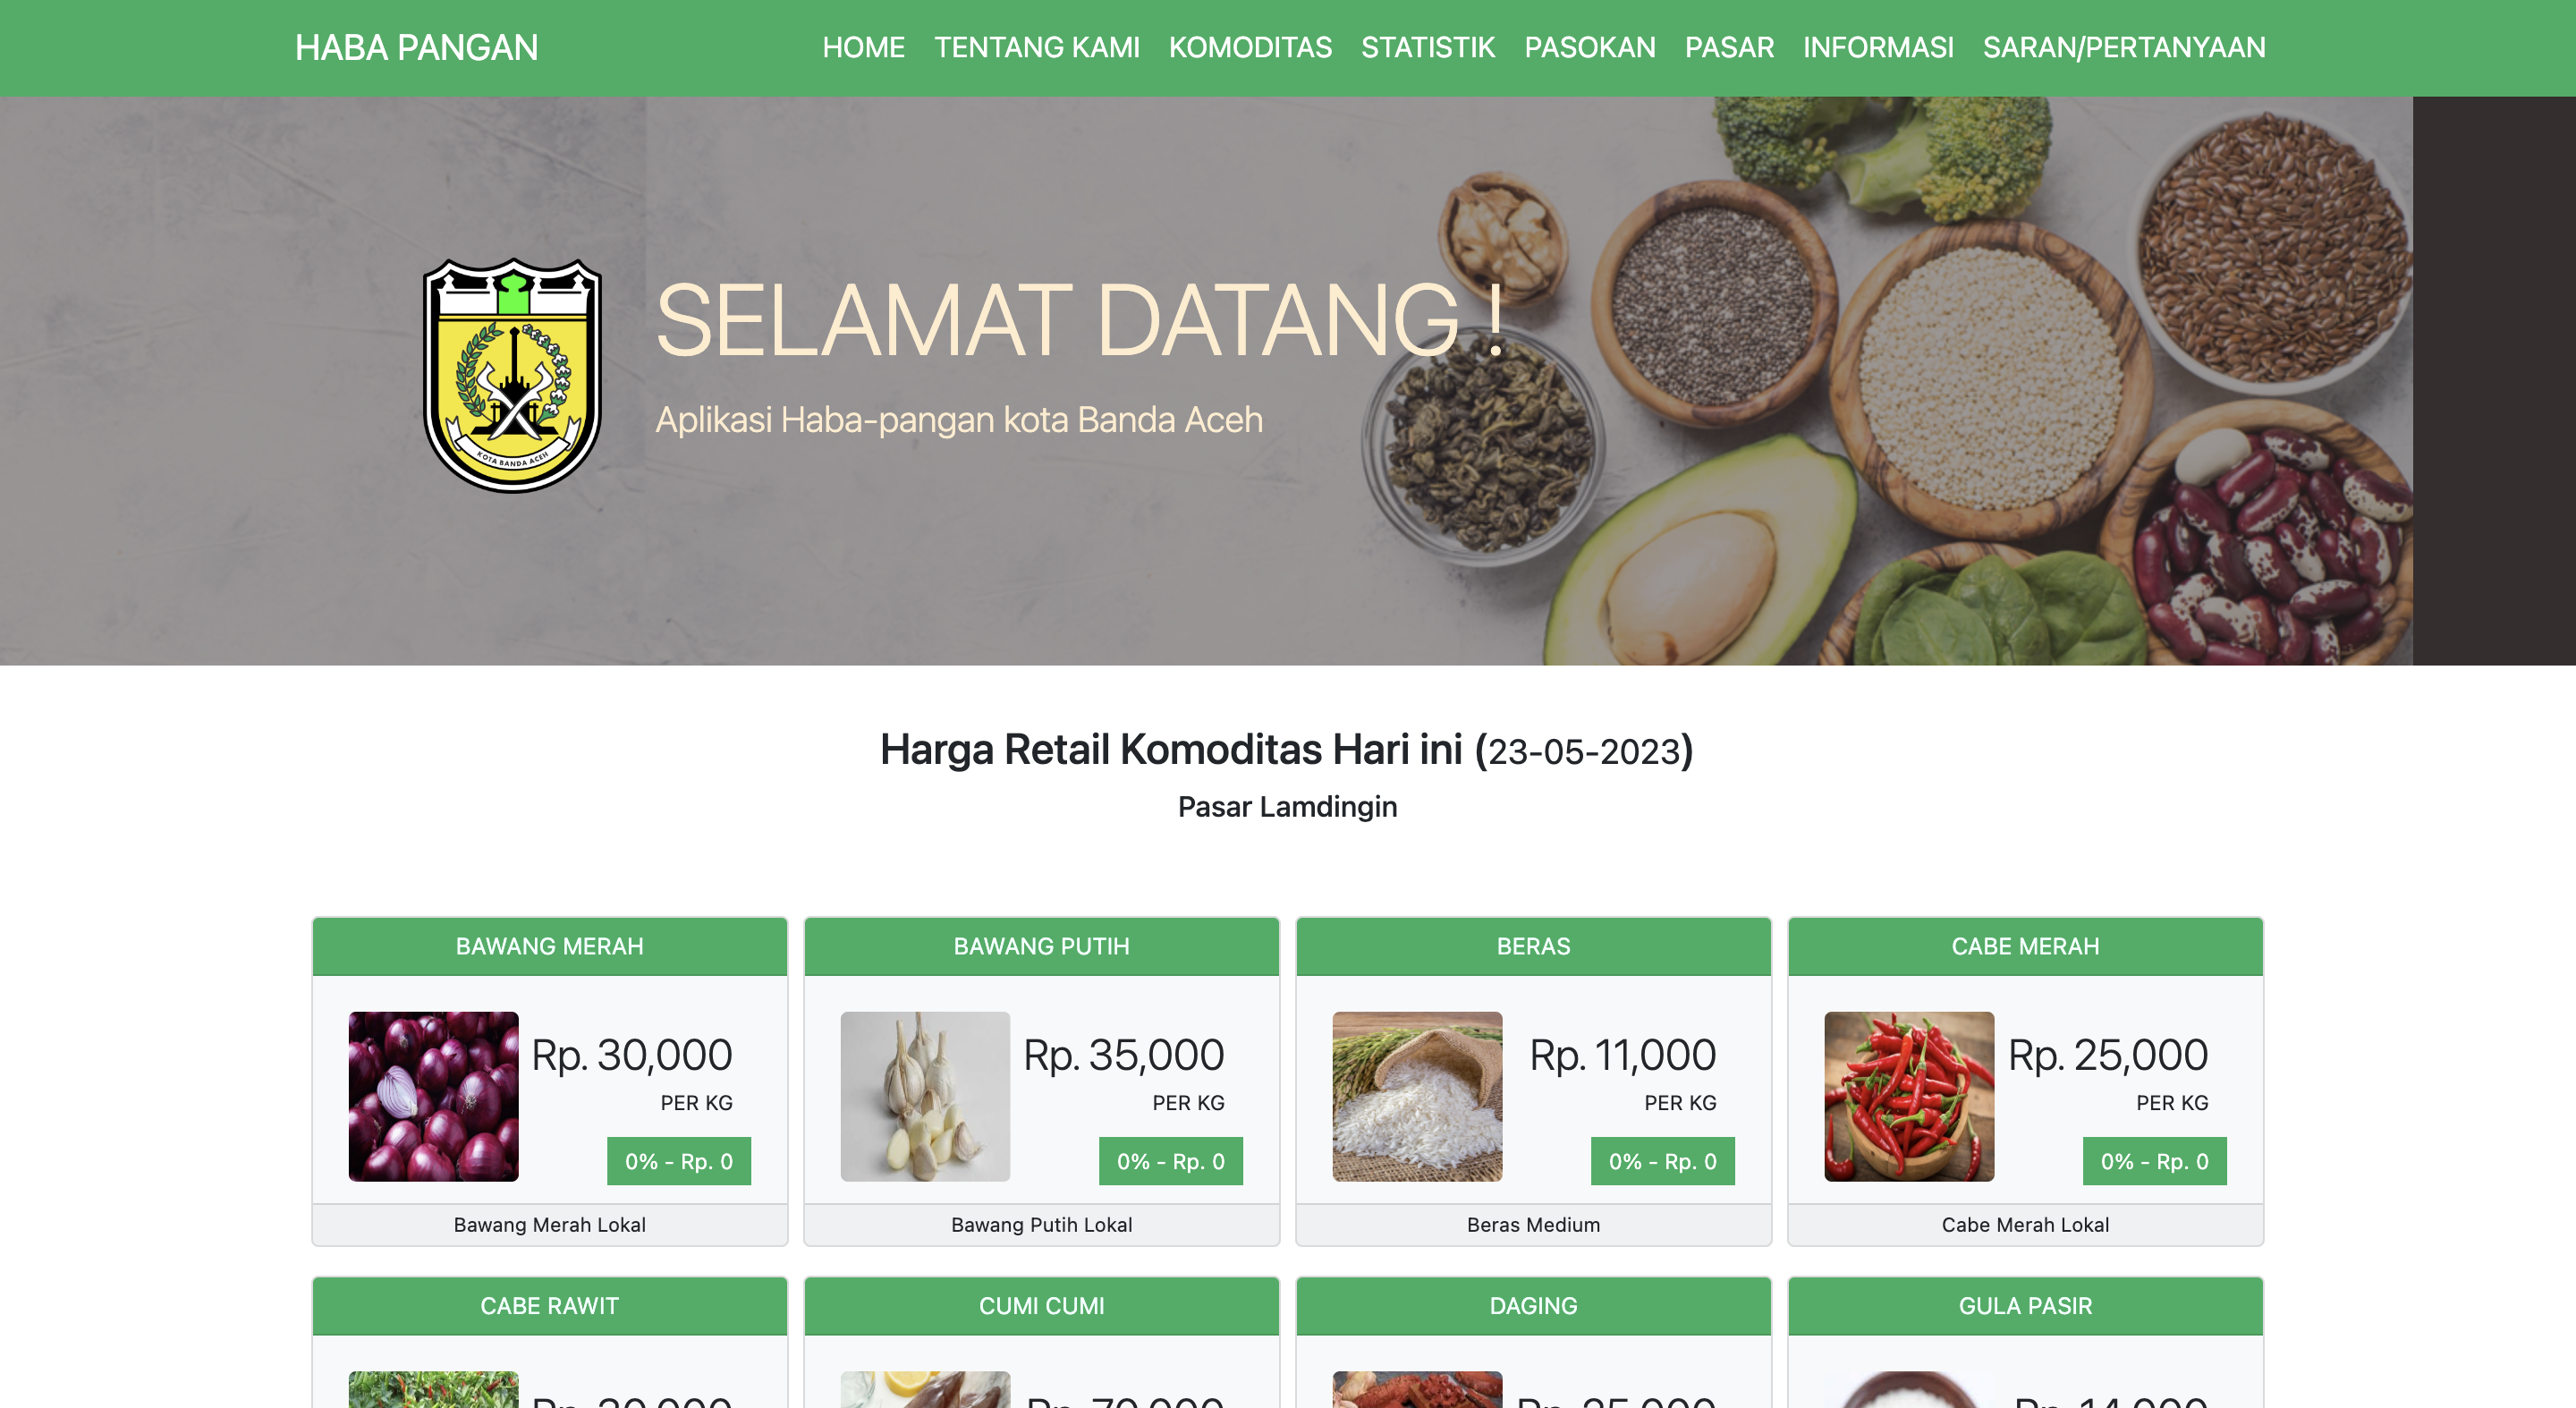 HABA PANGAN
HOME TENTANG KAMI KOMODITAS STATISTIK PASOKAN PASAR INFORMASI SARAN/PERTANYAAN
KOTA BANDA ACEH
SELAMAT DATANG !
Aplikasi Haba-pangan kota Banda Aceh
Harga Retail Komoditas Hari ini (23-05-2023)
Pasar Lamdingin
BAWANG MERAH
Rp. 30,000
PER KG
0% - Rp. 0
Bawang Merah Lokal
BAWANG PUTIH
Rp. 35,000
PER KG
0% - Rp. 0
Bawang Putih Lokal
BERAS
Rp. 11,000
PER KG
0% - Rp. 0
Beras Medium
CABE MERAH
Rp. 25,000
PER KG
0% - Rp. 0
Cabe Merah Lokal
CABE RAWIT
CUMI CUMI
DAGING
GULA PASIR